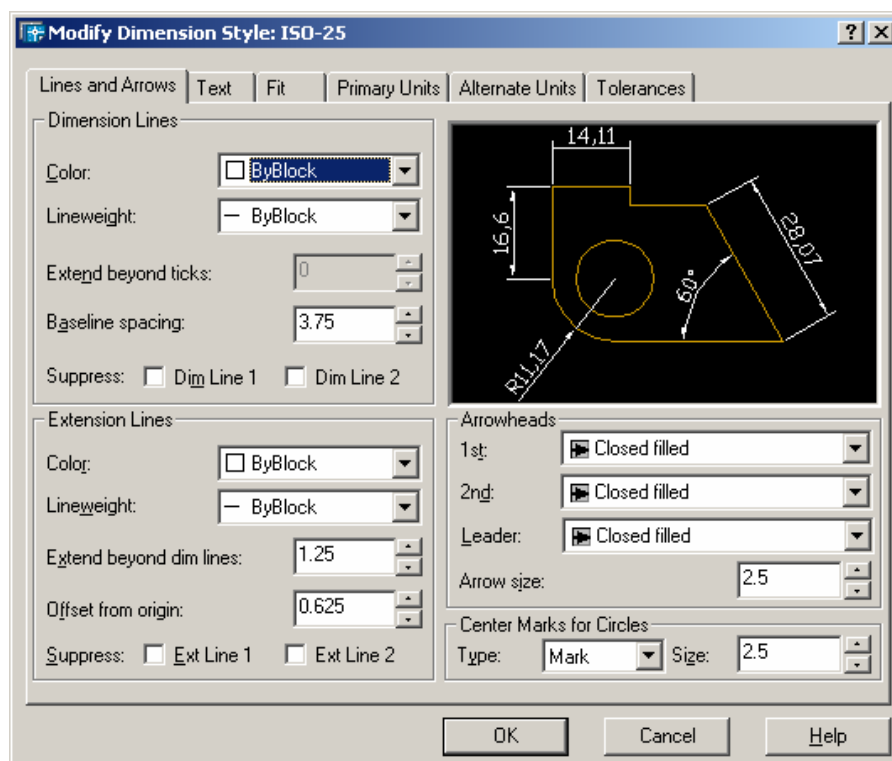 Modify Dimension Style: ISO-25
Lines and Arrows Text Fit Primary Units Alternate Units Tolerances
Dimension Lines
Color: ByBlock
Lineweight: ByBlock
Extend beyond ticks: 0
Baseline spacing: 3.75
Suppress: Dim Line 1 Dim Line 2
14,11
16,6
28,07
60°
R11,17
Extension Lines
Color: ByBlock
Lineweight: ByBlock
Extend beyond dim lines: 1.25
Offset from origin: 0.625
Suppress: Ext Line 1 Ext Line 2
Arrowheads
1st: Closed filled
2nd: Closed filled
Leader: Closed filled
Arrow size: 2.5
Center Marks for Circles
Type: Mark Size: 2.5
OK Cancel Help